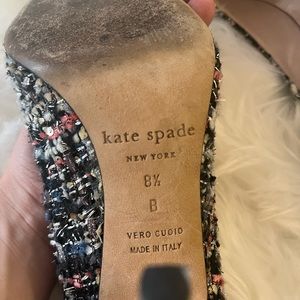 kate spade
NEW YORK
8½
B
VERO CUOIO
MADE IN ITALY